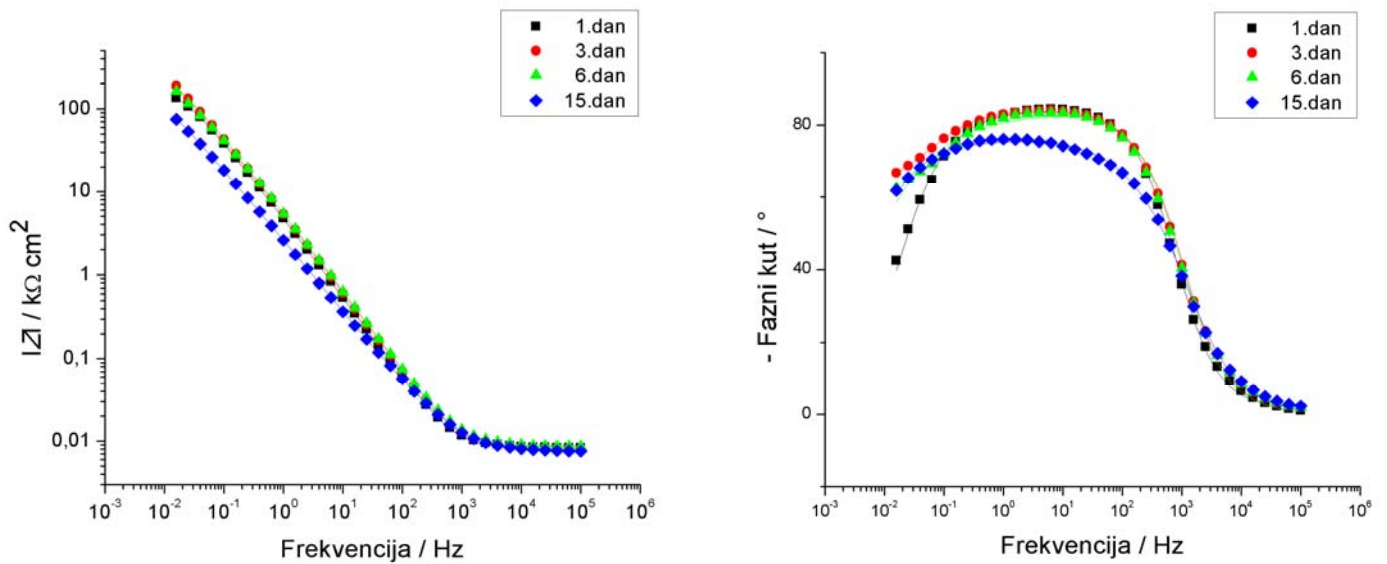 1.dan
3.dan
6.dan
15.dan
100
10
1
0,1
0,01
|Z| / kΩ cm²
10⁻³ 10⁻² 10⁻¹ 10⁰ 10¹ 10² 10³ 10⁴ 10⁵ 10⁶
Frekvencija / Hz
1.dan
3.dan
6.dan
15.dan
80
40
0
- Fazni kut / °
10⁻³ 10⁻² 10⁻¹ 10⁰ 10¹ 10² 10³ 10⁴ 10⁵ 10⁶
Frekvencija / Hz